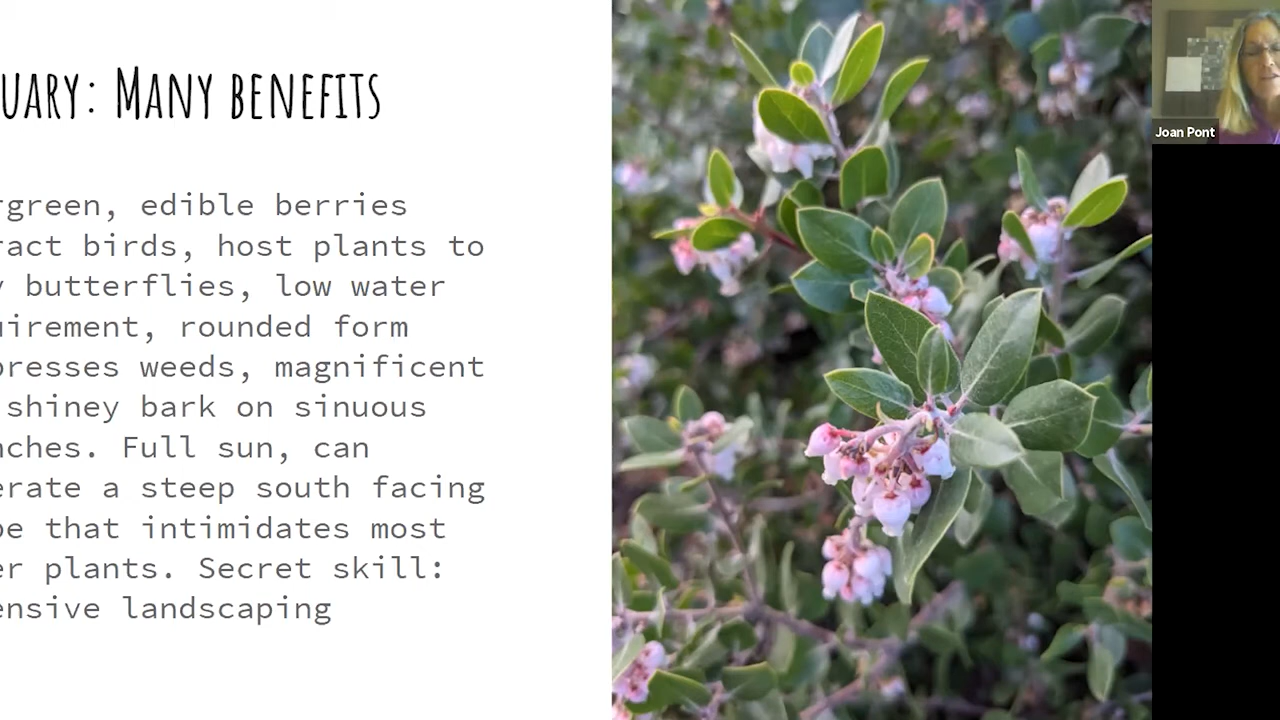 UARY: MANY BENEFITS
rgreen, edible berries
ract birds, host plants to
y butterflies, low water
uirement, rounded form
presses weeds, magnificent
shiney bark on sinuous
nches. Full sun, can
erate a steep south facing
pe that intimidates most
er plants. Secret skill:
ensive landscaping
Joan Pont